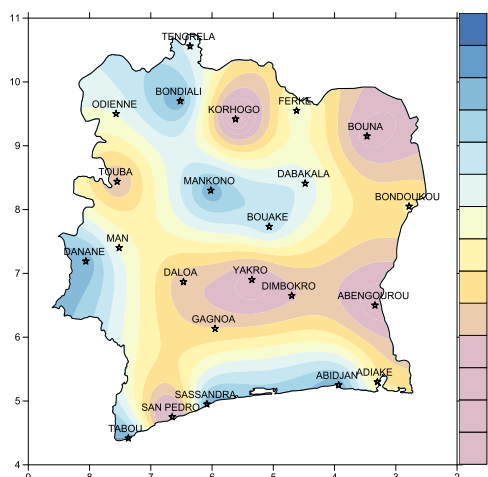 11
TENGRELA
10
BONDIALI
ODIENNE
KORHOGO
FERKE
BOUNA
9
TOUBA
MANKONO
DABAKALA
BONDOUKOU
8
BOUAKE
MAN
DANANE
7
DALOA
YAKRO
DIMBOKRO
ABENGOUROU
GAGNOA
6
ABIDJAN
ADIAKE
5
SASSANDRA
SAN PEDRO
TABOU
4
9 8 7 6 5 4 3 2